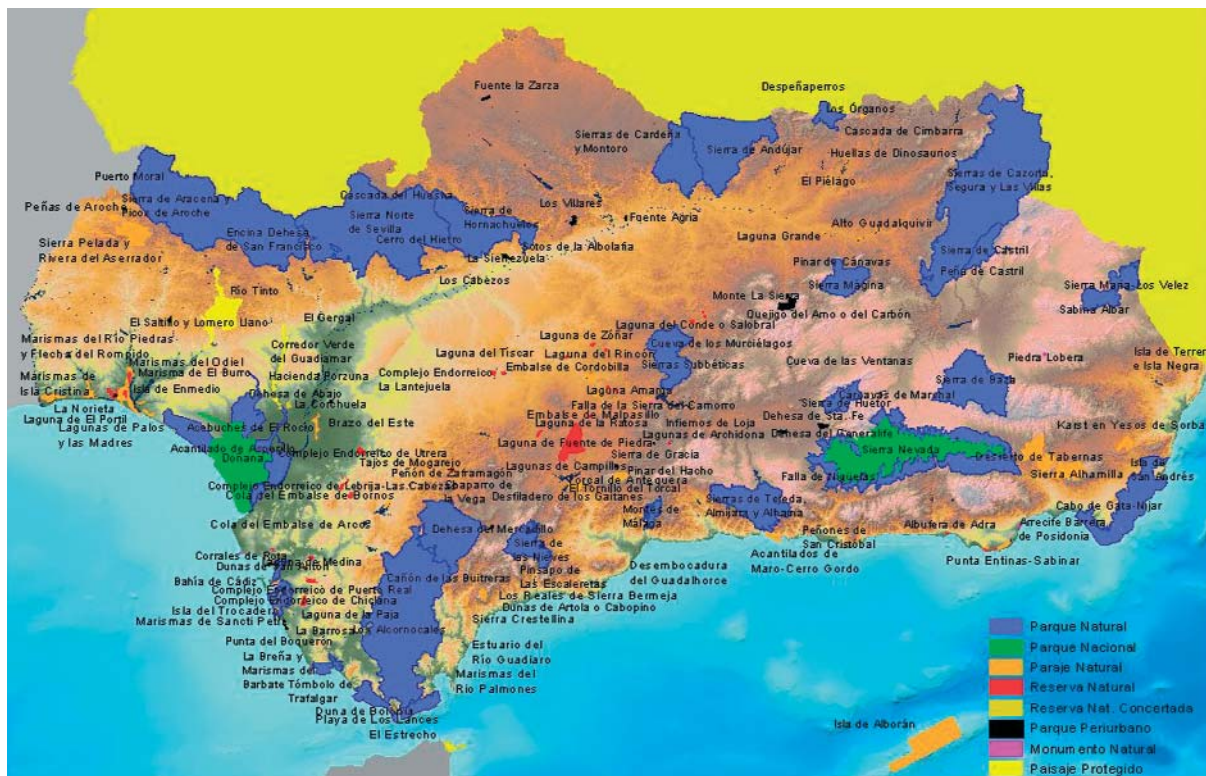 Fuente la Zarza
Despeñaperros
Los Órganos
Sierras de Cardeña
y Montoro
Sierra de Andújar
Cascada de Cimbarra
Huellas de Dinosaurios
El Piélago
Sierras de Cazorla,
Segura y Las Villas
Puerto Moral
Sierra de Aracena y
Picos de Aroche
Peñas de Aroche
Cascada del Huesna
Sierra Norte
de Sevilla
Sierra de
Hornachuelos
Los Villares
Fuente Agria
Alto Guadalquivir
Laguna Grande
Encina Dehesa
de San Francisco
Cerro del Hierro
Sotos de la Albolafia
Sierra Pelada y
Rivera del Aserrador
La Sierrezuela
Los Cabezos
Sierra de Castril
Peña de Castril
Pinar de Cánavas
Sierra Mágina
Sierra María-Los Velez
Sabina Albar
Río Tinto
Monte La Sierra
Quejigo del Amo o del Carbón
El Saltillo y Lomero Llano
El Gergal
Laguna del Conde o Salobral
Cueva de los Murciélagos
Marismas del Río Piedras
y Flecha del Rompido
Corredor Verde
del Guadiamar
Laguna de Zóñar
Laguna del Tiscar
Laguna del Rincón
Embalse de Cordobilla
Sierras Subbéticas
Cueva de las Ventanas
Piedra Lobera
Isla de Terrer
e Isla Negra
Marismas del Odiel
Marisma de El Burro
Hacienda Porzuna
Complejo Endorreico
La Lantejuela
Marismas de
Isla Cristina
Isla de Enmedio
Dehesa de Abajo
La Corchuela
Laguna Amarga
Sierra de Baza
Cárcavas de Marchal
Sierra de Huétor
La Norieta
Laguna de El Portil
Lagunas de Palos
y las Madres
Falla de la Sierra del Camorro
Embalse de Malpasillo
Laguna de la Ratosa
Infiernos de Loja
Dehesa de Sta. Fe
Dehesa del Generalife
Acebuches de El Rocío
Brazo del Este
Acantilado de Asperillo
Doñana
Laguna de Fuente de Piedra
Lagunas de Archidona
Sierra de Gracia
Sierra Nevada
Karst en Yesos de Sorbas
Desierto de Tabernas
Complejo Endorreico de Utrera
Tajos de Mogarejo
Peñón de Zaframagón
Lagunas de Campillos
Pinar del Hacho
Torcal de Antequera
El Tornillo del Torcal
Falla de Nigüelas
Sierra Alhamilla
Isla de
San Andrés
Complejo Endorreico de Lebrija-Las Cabezas
Cola del Embalse de Bornos
Chaparro de
la Vega
Desfiladero de los Gaitanes
Sierras de Tejeda,
Almijara y Alhama
Montes de
Málaga
Cabo de Gata-Níjar
Cola del Embalse de Arcos
Dehesa del Mercadillo
Peñones de
San Cristóbal
Albufera de Adra
Arrecife Barrera
de Posidonia
Sierra de
las Nieves
Acantilados de
Maro-Cerro Gordo
Punta Entinas-Sabinar
Corrales de Rota
Dunas de San Antón
Laguna de Medina
Pinsapo de
Las Escaleretas
Desembocadura
del Guadalhorce
Bahía de Cádiz
Complejo Endorreico de Puerto Real
Cañón de las Buitreras
Los Reales de Sierra Bermeja
Isla del Trocadero
Complejo Endorreico de Chiclana
Dunas de Artola o Cabopino
Marismas de Sancti Petri
Laguna de la Paja
Sierra Crestellina
La Barrosa
Los Alcornocales
Punta del Boquerón
La Breña y
Marismas del
Barbate Tómbolo de
Trafalgar
Estuario del
Río Guadiaro
Marismas del
Río Palmones
Duna de Bolonia
Playa de Los Lances
El Estrecho
Isla de Alborán
Parque Natural
Parque Nacional
Paraje Natural
Reserva Natural
Reserva Nat. Concertada
Parque Periurbano
Monumento Natural
Paisaje Protegido